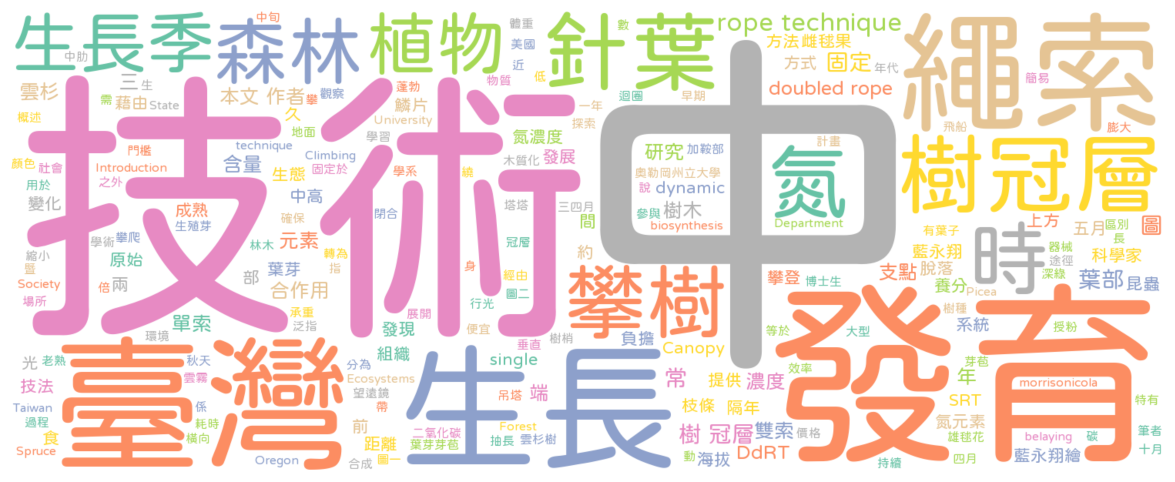 生長季
中肋
中旬
森林
植物
體重
美國
近
物質
低
針葉
數
rope technique
方法
雌毬果
方式
固定
年代
doubled rope
繩索
簡易
飛船
膨大
雲杉
三
生
需
藉由
State
本文
作者
攀
觀察
久
蓬勃
鱗片
University
一年
探索
迴圈
早期
概述
地面
學習
氮濃度
技術
中
計畫
樹冠層
顏色
社會
門檻
Introduction
technique
Climbing
固定於
木質化
發展
研究
加鞍部
奧勒岡州立大學
氮
用於
之外
含量
生態
學系
繞
說
dynamic
變化
成熟
生殖芽
中高
閉合
塔塔
三四月
間
參與
樹木
biosynthesis
Department
有葉子
上方
五月
區別
長
圖
學術
攀爬
確保
元素
轉為
指
冠層
藍永翔
時
器械
途徑
科學家
縮小
暨
原始
林木
葉芽
身
經由
約
支點
脫落
深綠
Society
倍
兩
部
合作用
圖二
攀樹
攀登
博士生
養分
Picea
葉部
昆蟲
場所
承重
泛指
展開
行光
樹種
環境
單索
發現
便宜
垂直
樹梢
負擔
等於
大型
系統
授粉
臺灣
光
老熟
秋天
雲霧
分為
組織
生長
single
Canopy
常
效率
發育
芽苞
技法
Ecosystems
望遠鏡
帶
吊塔
端
提供
濃度
年
morrisonicola
特有
Taiwan
係
過程
耗時
橫向
前
Forest
枝條
隔年
SRT
食
距離
二氧化碳
抽長
雲杉樹
樹
冠層
雙索
價格
氮元素
雄毬花
belaying
碳
筆者
Spruce
Oregon
合成
圖一
葉芽芽苞
動
海拔
DdRT
持續
四月
藍永翔繪
十月